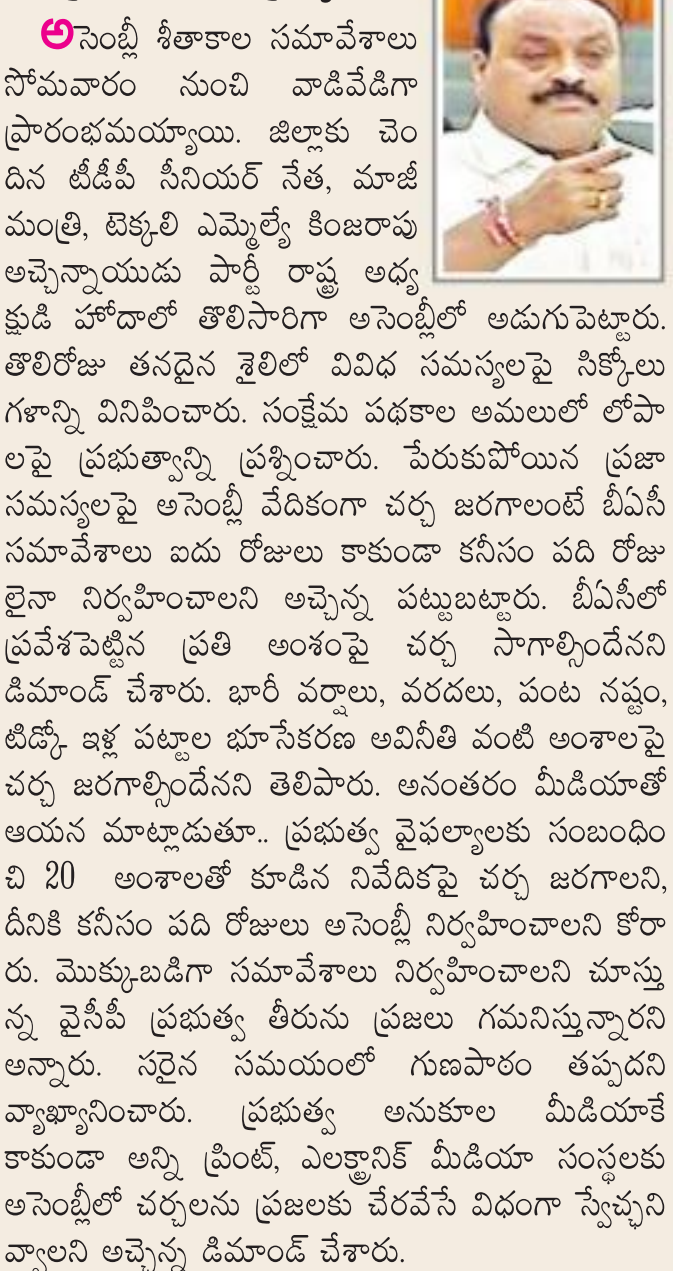 అసెంబ్లీ శీతాకాల సమావేశాలు
సోమవారం నుంచి వాడివేడిగా
ప్రారంభమయ్యాయి. జిల్లాకు చెం
దిన టీడీపీ సీనియర్ నేత, మాజీ
మంత్రి, టెక్కలి ఎమ్మెల్యే కింజరాపు
అచ్చెన్నాయుడు పార్టీ రాష్ట్ర అధ్య
క్షుడి హోదాలో తొలిసారిగా అసెంబ్లీలో అడుగుపెట్టారు.
తొలిరోజు తనదైన శైలిలో వివిధ సమస్యలపై సిక్కోలు
గళాన్ని వినిపించారు. సంక్షేమ పథకాల అమలులో లోపా
లపై ప్రభుత్వాన్ని ప్రశ్నించారు. పేరుకుపోయిన ప్రజా
సమస్యలపై అసెంబ్లీ వేదికంగా చర్చ జరగాలంటే బీఏసీ
సమావేశాలు ఐదు రోజులు కాకుండా కనీసం పది రోజు
లైనా నిర్వహించాలని అచ్చెన్న పట్టుబట్టారు. బీఏసీలో
ప్రవేశపెట్టిన ప్రతి అంశంపై చర్చ సాగాల్సిందేనని
డిమాండ్ చేశారు. భారీ వర్షాలు, వరదలు, పంట నష్టం,
టిడ్కో ఇళ్ల పట్టాల భూసేకరణ అవినీతి వంటి అంశాలపై
చర్చ జరగాల్సిందేనని తెలిపారు. అనంతరం మీడియాతో
ఆయన మాట్లాడుతూ.. ప్రభుత్వ వైఫల్యాలకు సంబంధిం
చి 20 అంశాలతో కూడిన నివేదికపై చర్చ జరగాలని,
దీనికి కనీసం పది రోజులు అసెంబ్లీ నిర్వహించాలని కోరా
రు. మొక్కుబడిగా సమావేశాలు నిర్వహించాలని చూస్తు
న్న వైసీపీ ప్రభుత్వ తీరును ప్రజలు గమనిస్తున్నారని
అన్నారు. సరైన సమయంలో గుణపాఠం తప్పదని
వ్యాఖ్యానించారు. ప్రభుత్వ అనుకూల మీడియాకే
కాకుండా అన్ని ప్రింట్, ఎలక్ట్రానిక్ మీడియా సంస్థలకు
అసెంబ్లీలో చర్చలను ప్రజలకు చేరవేసే విధంగా స్వేచ్ఛని
వ్వాలని అచ్చెన్న డిమాండ్ చేశారు.